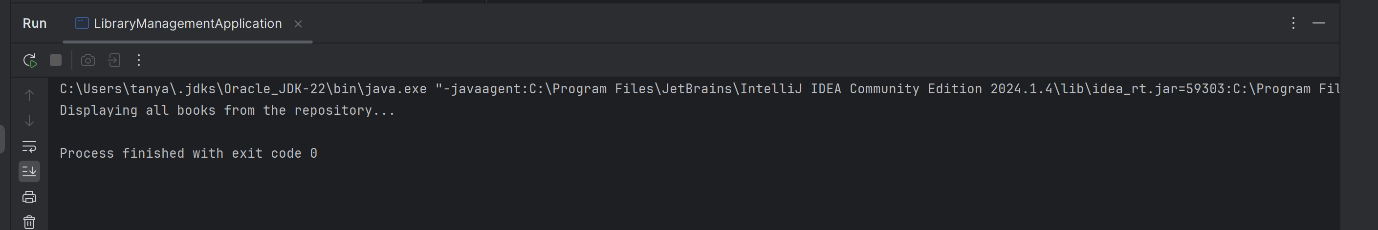 Run LibraryManagementApplication
C:\Users\tanya\.jdks\Oracle_JDK-22\bin\java.exe "-javaagent:C:\Program Files\JetBrains\IntelliJ IDEA Community Edition 2024.1.4\lib\idea_rt.jar=59303:C:\Program Fil
Displaying all books from the repository...
Process finished with exit code 0